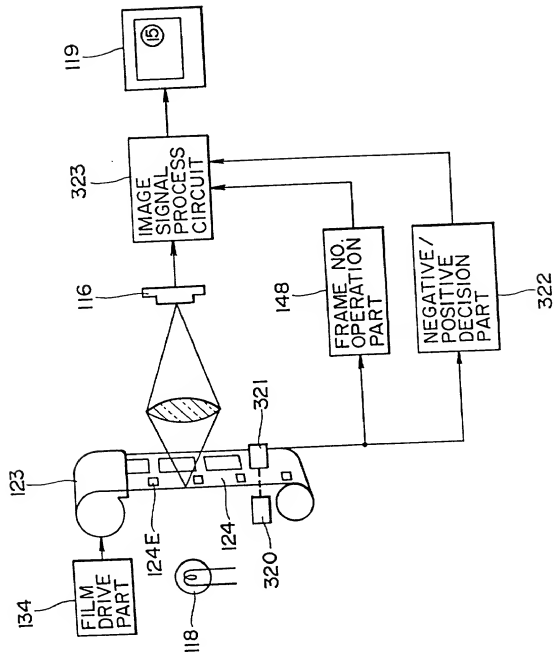 119
15
323
IMAGE
SIGNAL
PROCESS
CIRCUIT
116
148
FRAME NO.
OPERATION
PART
NEGATIVE/
POSITIVE
DECISION
PART
322
321
320
123
124E
124
118
134
FILM
DRIVE
PART